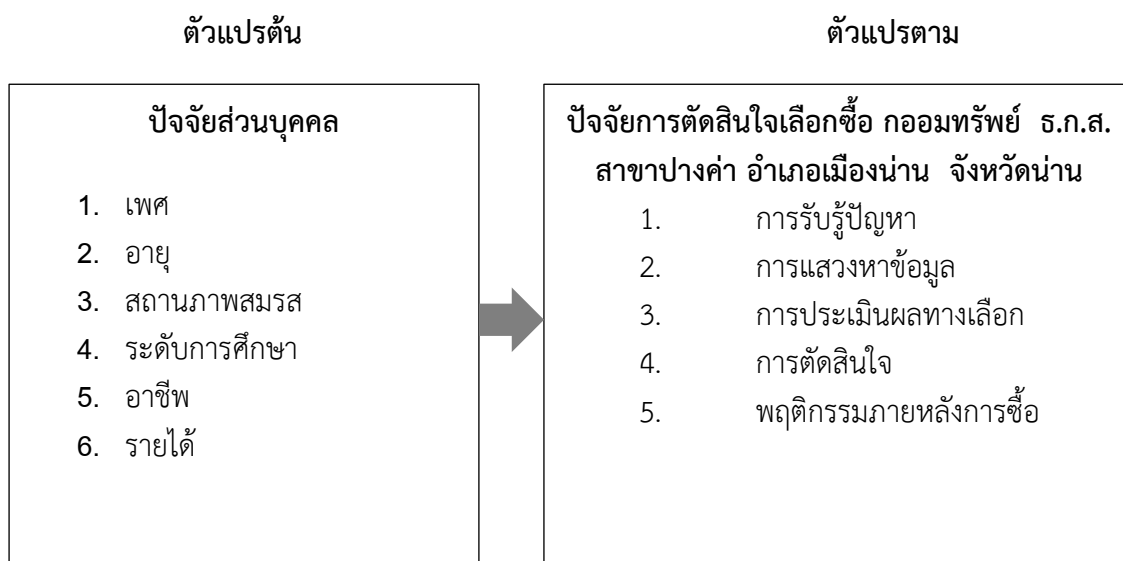 ตัวแปรต้น
ตัวแปรตาม
ปัจจัยส่วนบุคคล
1. เพศ
2. อายุ
3. สถานภาพสมรส
4. ระดับการศึกษา
5. อาชีพ
6. รายได้
ปัจจัยการตัดสินใจเลือกซื้อ กออมทรัพย์ ธ.ก.ส.
สาขาปางค่า อำเภอเมืองน่าน จังหวัดน่าน
1. การรับรู้ปัญหา
2. การแสวงหาข้อมูล
3. การประเมินผลทางเลือก
4. การตัดสินใจ
5. พฤติกรรมภายหลังการซื้อ